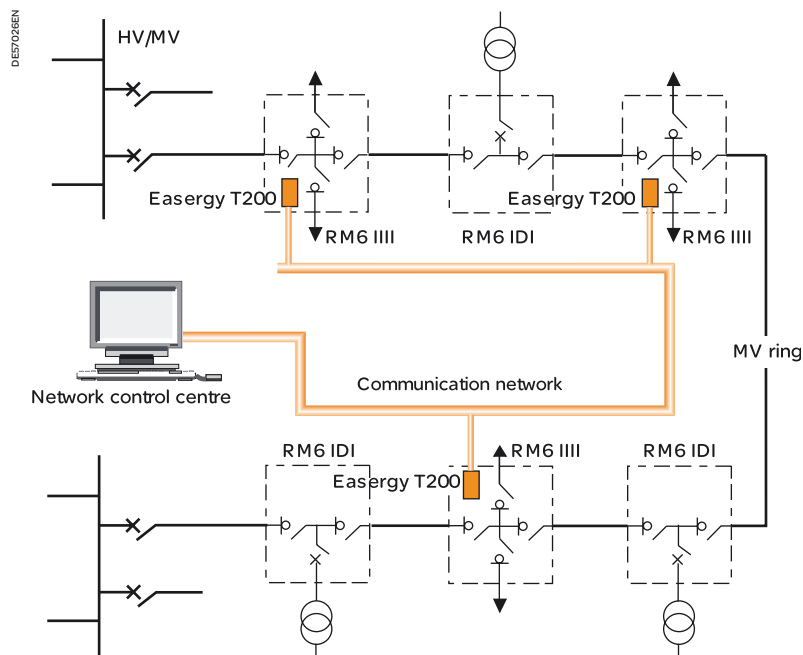 DE57026EN
HV/MV
Easergy T200
Easergy T200
RM6 IIII
RM6 IDI
RM6 IIII
MV ring
Communication network
Network control centre
RM6 IDI
RM6 IIII
RM6 IDI
Easergy T200